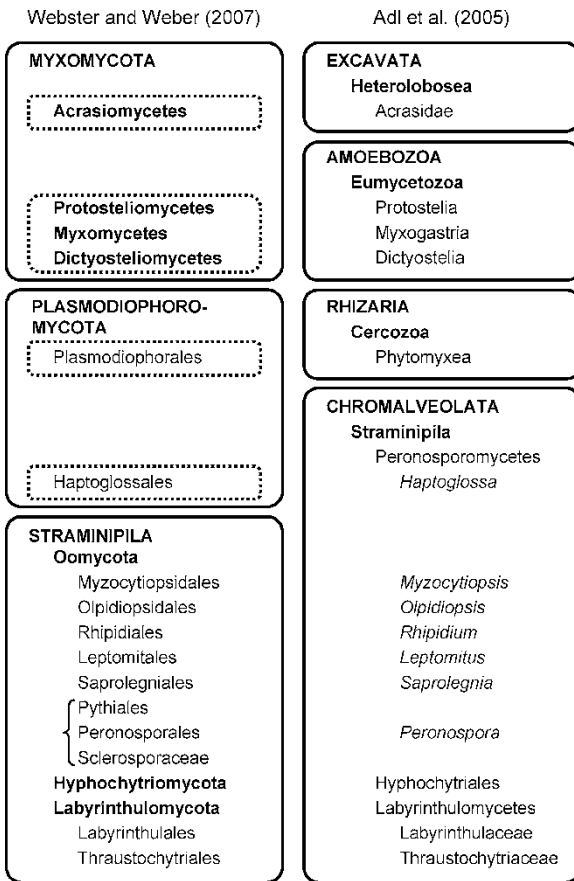 Webster and Weber (2007)
MYXOMYCOTA
Acrasiomycetes
Protosteliomycetes
Myxomycetes
Dictyosteliomycetes
PLASMODIOPHORO-
MYCOTA
Plasmodiophorales
Haptoglossales
STRAMINIPILA
Oomycota
Myzocytiopsidales
Olpidiopsidales
Rhipidiales
Leptomitales
Saprolegniales
Pythiales
Peronosporales
Sclerosporaceae
Hyphochytriomycota
Labyrinthulomycota
Labyrinthulales
Thraustochytriales
Adl et al. (2005)
EXCAVATA
Heterolobosea
Acrasidae
AMOEBOZOA
Eumycetozoa
Protostelia
Myxogastria
Dictyostelia
RHIZARIA
Cercozoa
Phytomyxea
CHROMALVEOLATA
Straminipila
Peronosporomycetes
Haptoglossa
Myzocytiopsis
Olpidiopsis
Rhipidium
Leptomitus
Saprolegnia
Peronospora
Hyphochytriales
Labyrinthulomycetes
Labyrinthulaceae
Thraustochytriaceae